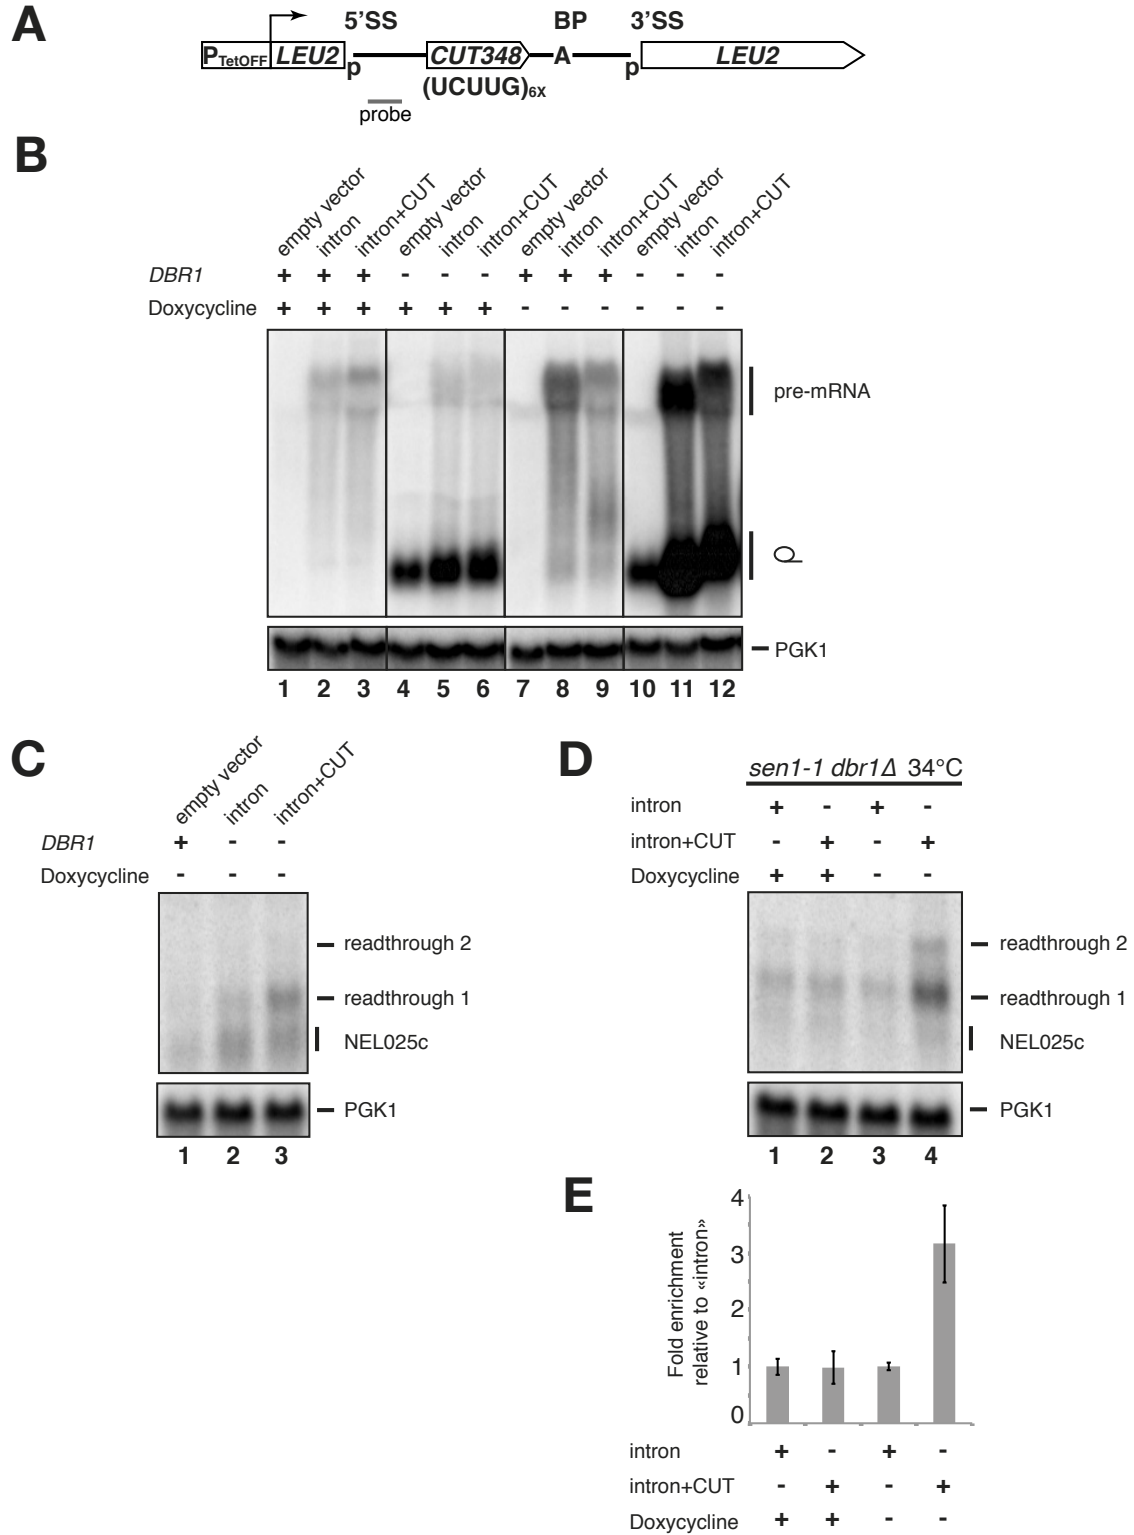 A
5’SS BP 3’SS
PTetOFF LEU2 CUT348 A LEU2
p p
(UCUUG)6X
probe
B
empty vector intron intron+CUT empty vector intron intron+CUT empty vector intron intron+CUT empty vector intron intron+CUT
DBR1 + + + - - - + + + - - -
Doxycycline + + + + + + - - - - - -
pre-mRNA
PGK1
1 2 3 4 5 6 7 8 9 10 11 12
C
empty vector intron intron+CUT
DBR1 + - -
Doxycycline - - -
readthrough 2
readthrough 1
NEL025c
PGK1
1 2 3
D
sen1-1 dbr1Δ 34°C
intron + - + -
intron+CUT - + - +
Doxycycline + + - -
readthrough 2
readthrough 1
NEL025c
PGK1
1 2 3 4
E
Fold enrichment
relative to «intron»
4
3
2
1
0
intron + - + -
intron+CUT - + - +
Doxycycline + + - -